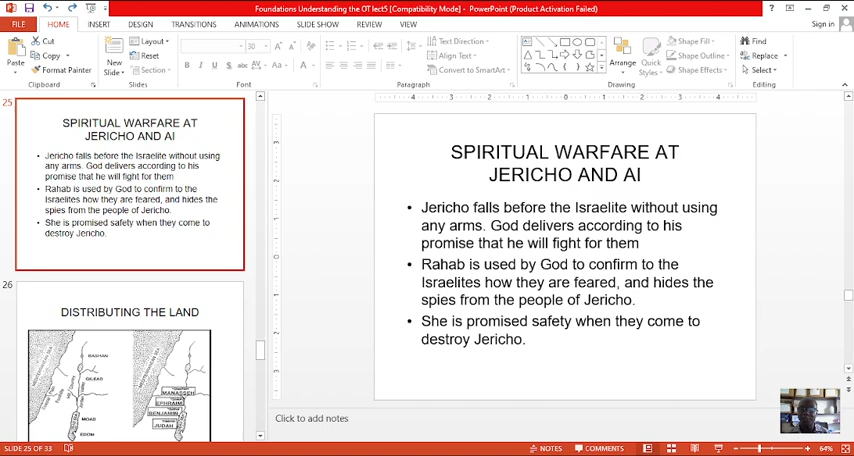 Foundations Understanding the OT lect5 [Compatibility Mode] - PowerPoint (Product Activation Failed)
Sign in
FILE HOME INSERT DESIGN TRANSITIONS ANIMATIONS SLIDE SHOW REVIEW VIEW
Paste
Cut
Copy
Format Painter
Clipboard
New
Slide
Layout
Reset
Section
Slides
30
Font
Text Direction
Align Text
Convert to SmartArt
Paragraph
Arrange
Quick
Styles
Shape Fill
Shape Outline
Shape Effects
Drawing
Find
Replace
Select
Editing
25
SPIRITUAL WARFARE AT
JERICHO AND AI
• Jericho falls before the Israelite without using
any arms. God delivers according to his
promise that he will fight for them
• Rahab is used by God to confirm to the
Israelites how they are feared, and hides the
spies from the people of Jericho.
• She is promised safety when they come to
destroy Jericho.
26
DISTRIBUTING THE LAND
BASHAN
GILEAD
MOAB
EDOM
MANASSEH
EPHRAIM
BENJAMIN
JUDAH
SPIRITUAL WARFARE AT
JERICHO AND AI
• Jericho falls before the Israelite without using
any arms. God delivers according to his
promise that he will fight for them
• Rahab is used by God to confirm to the
Israelites how they are feared, and hides the
spies from the people of Jericho.
• She is promised safety when they come to
destroy Jericho.
Click to add notes
SLIDE 25 OF 33
NOTES
COMMENTS
64%